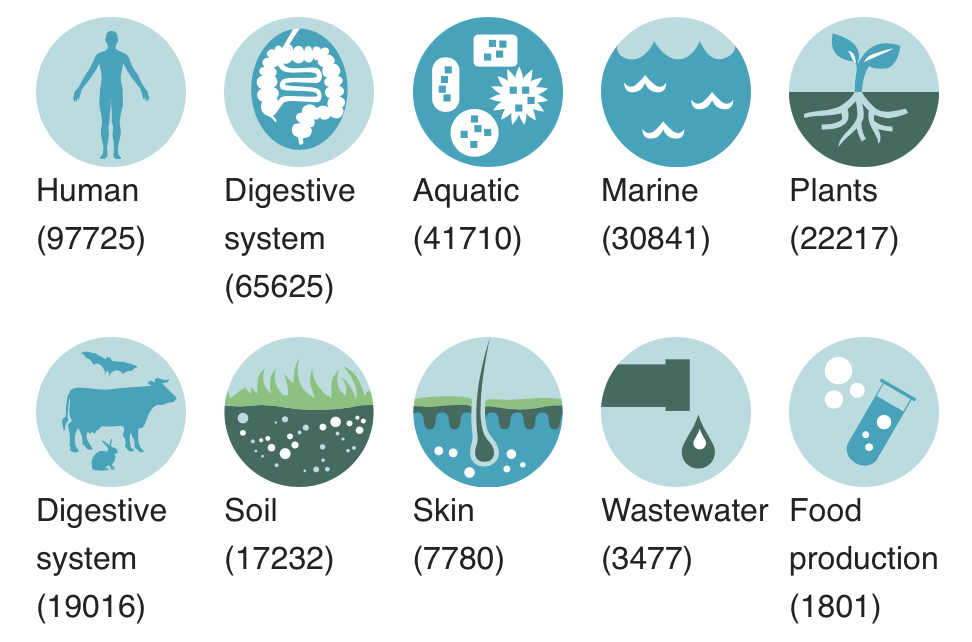 Human
(97725)
Digestive
system
(65625)
Aquatic
(41710)
Marine
(30841)
Plants
(22217)
Digestive
system
(19016)
Soil
(17232)
Skin
(7780)
Wastewater
(3477)
Food
production
(1801)